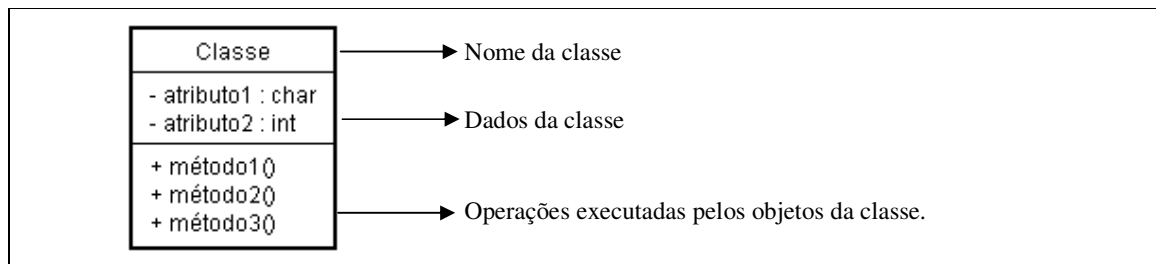 Classe
Nome da classe
- atributo1 : char
- atributo2 : int
Dados da classe
+ método1()
+ método2()
+ método3()
Operações executadas pelos objetos da classe.